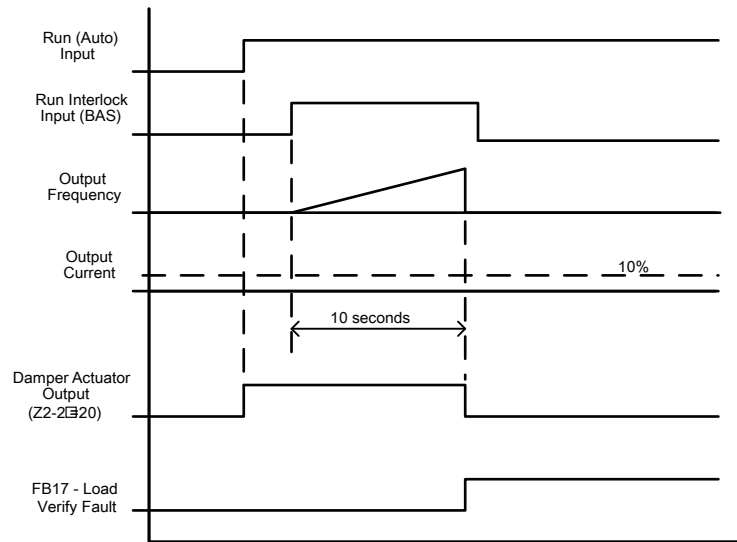 Run (Auto)
Input
Run Interlock
Input (BAS)
Output
Frequency
Output
Current
10%
10 seconds
Damper Actuator
Output
FB17 - Load
Verify Fault